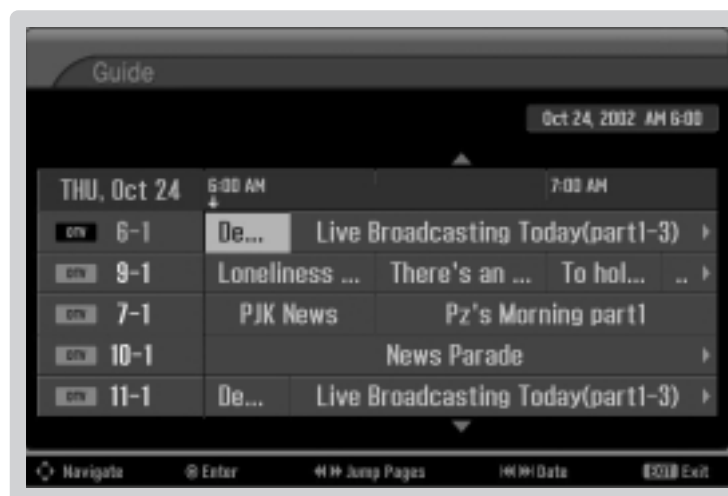 Guide
Oct 24, 2002 AM 6:00
THU, Oct 24 6:00 AM 7:00 AM
DTV 6-1 De... Live Broadcasting Today(part1-3)
DTV 9-1 Loneliness ... There's an ... To hol... ..
DTV 7-1 PJK News Pz's Morning part1
DTV 10-1 News Parade
DTV 11-1 De... Live Broadcasting Today(part1-3)
Navigate Enter Jump Pages Date EXIT Exit